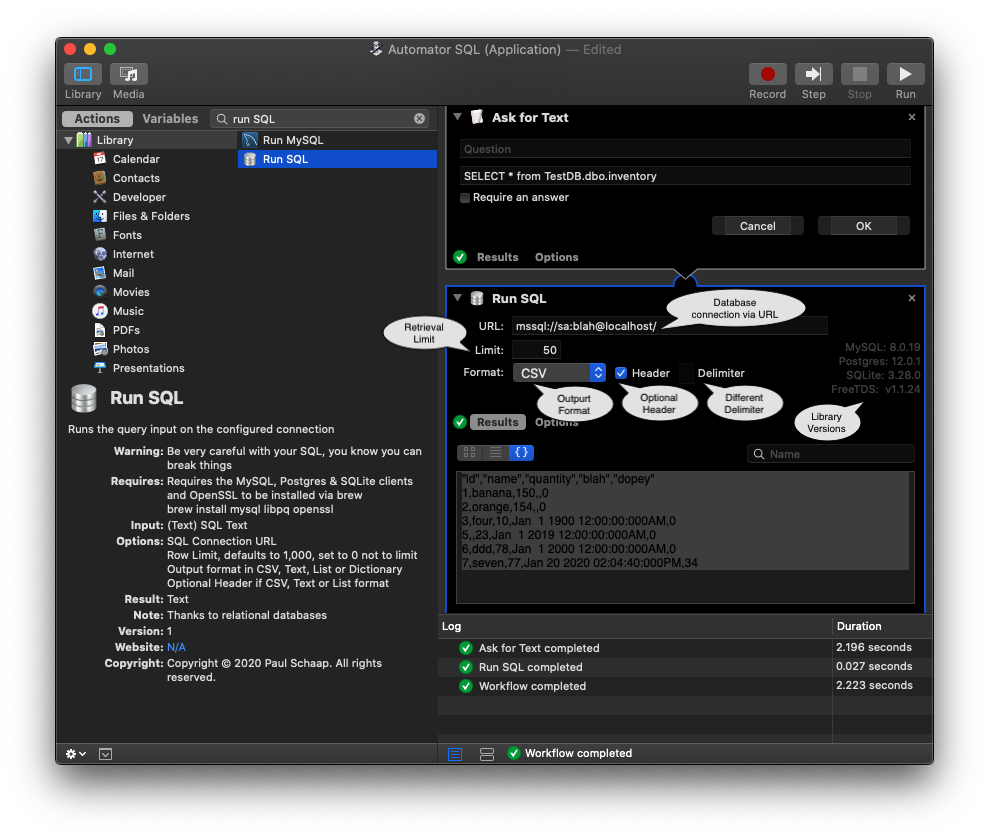 Automator SQL (Application) — Edited
Library
Media
Record
Step
Stop
Run
Actions
Variables
run SQL
Library
Calendar
Contacts
Developer
Files & Folders
Fonts
Internet
Mail
Movies
Music
PDFs
Photos
Presentations
Run MySQL
Run SQL
Run SQL
Runs the query input on the configured connection
Warning: Be very careful with your SQL, you know you can
break things
Requires: Requires the MySQL, Postgres & SQLite clients
and OpenSSL to be installed via brew
brew install mysql libpq openssl
Input: (Text) SQL Text
Options: SQL Connection URL
Row Limit, defaults to 1,000, set to 0 not to limit
Output format in CSV, Text, List or Dictionary
Optional Header if CSV, Text or List format
Result: Text
Note: Thanks to relational databases
Version: 1
Website: N/A
Copyright: Copyright © 2020 Paul Schaap. All rights
reserved.
Ask for Text
Question
SELECT * from TestDB.dbo.inventory
Require an answer
Cancel
OK
Results
Options
Run SQL
Database
connection via URL
URL: mssql://sa:blah@localhost/
Retrieval
Limit
Limit: 50
Format: CSV
Header
Delimiter
MySQL: 8.0.19
Postgres: 12.0.1
SQLite: 3.28.0
FreeTDS: v1.1.24
Outpurt
Format
Optional
Header
Different
Delimiter
Library
Versions
Results
Options
{}
Name
"id","name","quantity","blah","dopey"
1,banana,150,,0
2,orange,154,,0
3,four,10,Jan  1 1900 12:00:00:000AM,0
5,,23,Jan  1 2019 12:00:00:000AM,0
6,ddd,78,Jan  1 2000 12:00:00:000AM,0
7,seven,77,Jan 20 2020 02:04:40:000PM,34
Log
Duration
Ask for Text completed
2.196 seconds
Run SQL completed
0.027 seconds
Workflow completed
2.223 seconds
Workflow completed